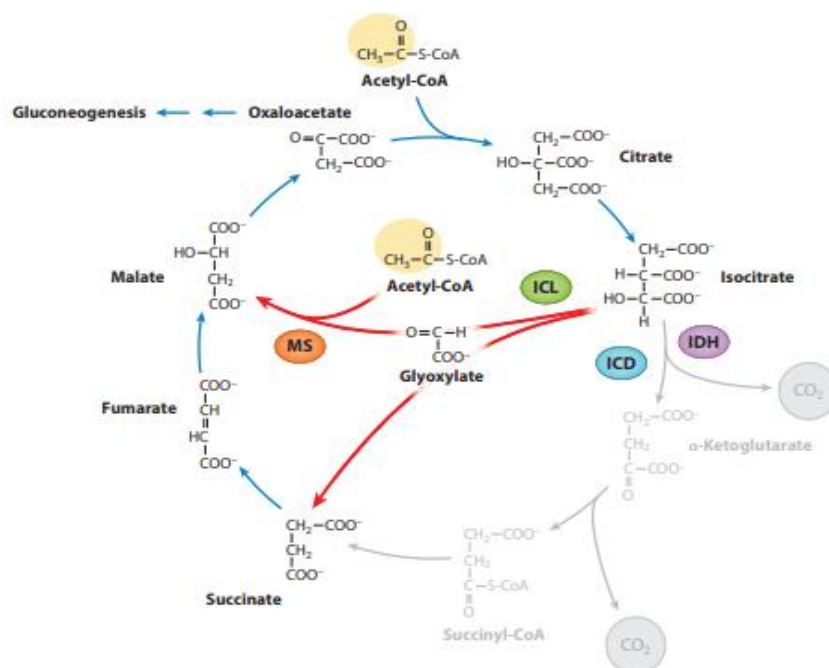 O
CH₃–C–S-CoA
Acetyl-CoA
Gluconeogenesis
Oxaloacetate
O=C–COO⁻
CH₂–COO⁻
CH₂–COO⁻
HO–C–COO⁻
CH₂–COO⁻
Citrate
COO⁻
HO–CH
CH₂
COO⁻
Malate
O
CH₃–C–S-CoA
Acetyl-CoA
ICL
CH₂–COO⁻
H–C–COO⁻
HO–C–COO⁻
H
Isocitrate
MS
O=C–H
COO⁻
Glyoxylate
ICD
IDH
CO₂
COO⁻
CH
HC
COO⁻
Fumarate
CH₂–COO⁻
CH₂
C–COO⁻
O
α-Ketoglutarate
CH₂–COO⁻
CH₂
COO⁻
Succinate
CH₂–COO⁻
CH₂
C–S-CoA
O
Succinyl-CoA
CO₂